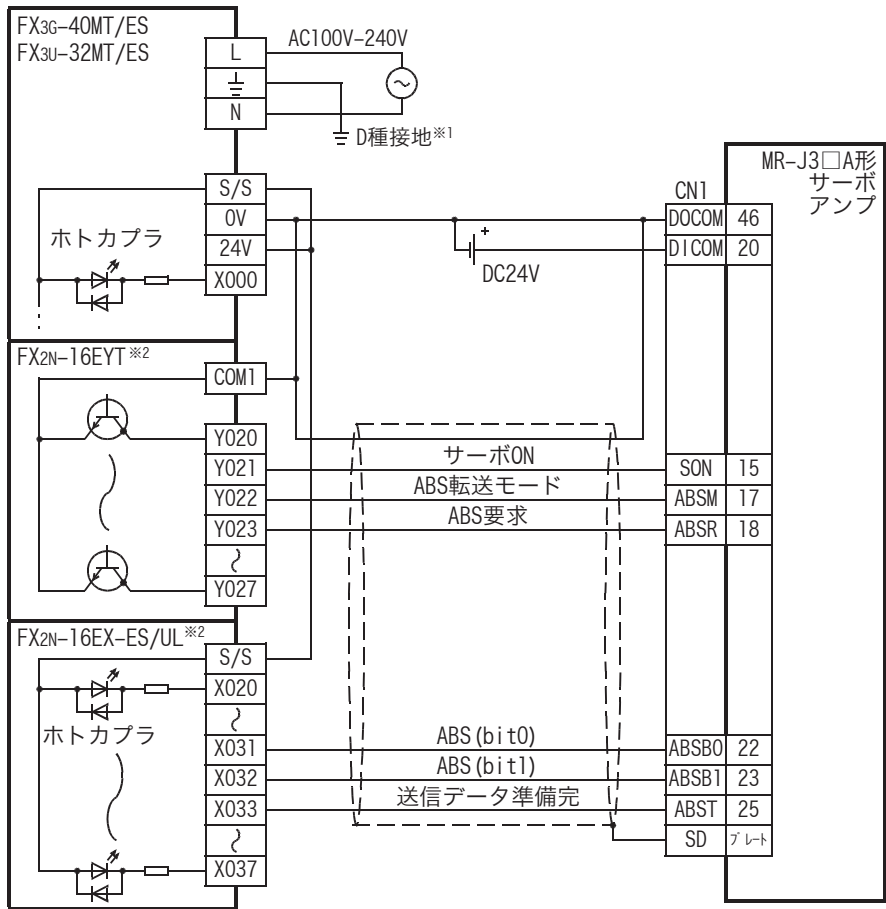 FX3G-40MT/ES
FX3U-32MT/ES
L
N
AC100V-240V
D種接地※1
S/S
0V
24V
X000
ホトカプラ
MR-J3□A形
サーボ
アンプ
CN1
DOCOM 46
DICOM 20
+
DC24V
FX2N-16EYT※2
COM1
Y020
Y021
Y022
Y023
Y027
サーボON
ABS転送モード
ABS要求
SON 15
ABSM 17
ABSR 18
FX2N-16EX-ES/UL※2
S/S
X020
ホトカプラ
X031
X032
X033
X037
ABS(bit0)
ABS(bit1)
送信データ準備完
ABSB0 22
ABSB1 23
ABST 25
SD プレート